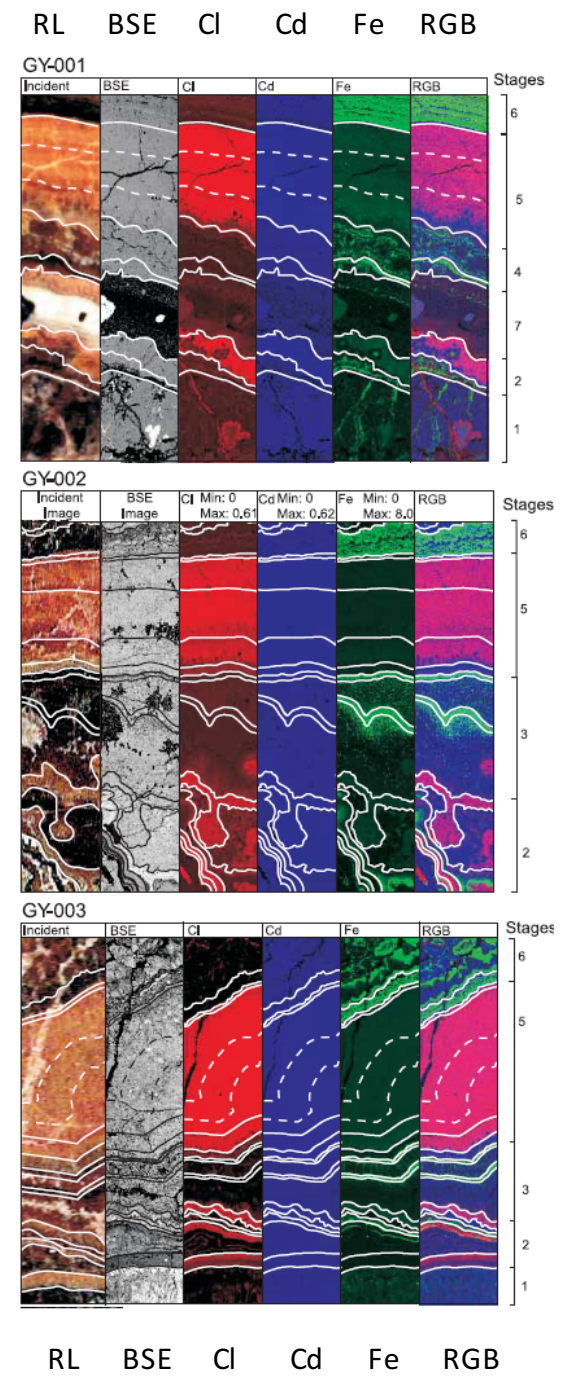 RL BSE Cl Cd Fe RGB
GY-001
Incident BSE Cl Cd Fe RGB Stages
6
5
4
7
2
1
GY-002
Incident Image BSE Image Cl Min: 0 Max: 0.61 Cd Min: 0 Max: 0.62 Fe Min: 0 Max: 8.0 RGB Stages
6
5
3
2
GY-003
Incident BSE Cl Cd Fe RGB Stages
6
5
3
2
1
RL BSE Cl Cd Fe RGB